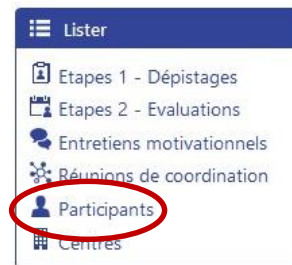 Lister
Etapes 1 - Dépistages
Etapes 2 - Evaluations
Entretiens motivationnels
Réunions de coordination
Participants
Centres